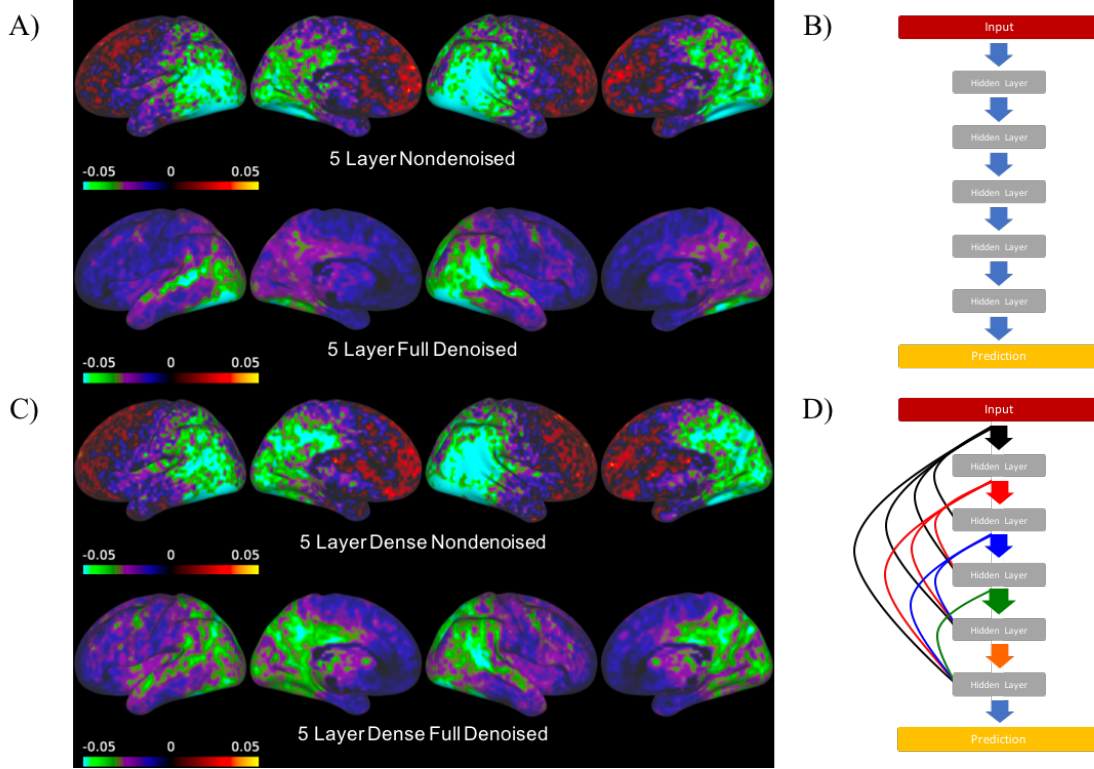 A)
5 Layer Nondenoised
-0.05 0 0.05
5 Layer Full Denoised
-0.05 0 0.05
B)
Input
Hidden Layer
Hidden Layer
Hidden Layer
Hidden Layer
Hidden Layer
Prediction
C)
5 Layer Dense Nondenoised
-0.05 0 0.05
5 Layer Dense Full Denoised
-0.05 0 0.05
D)
Input
Hidden Layer
Hidden Layer
Hidden Layer
Hidden Layer
Hidden Layer
Prediction